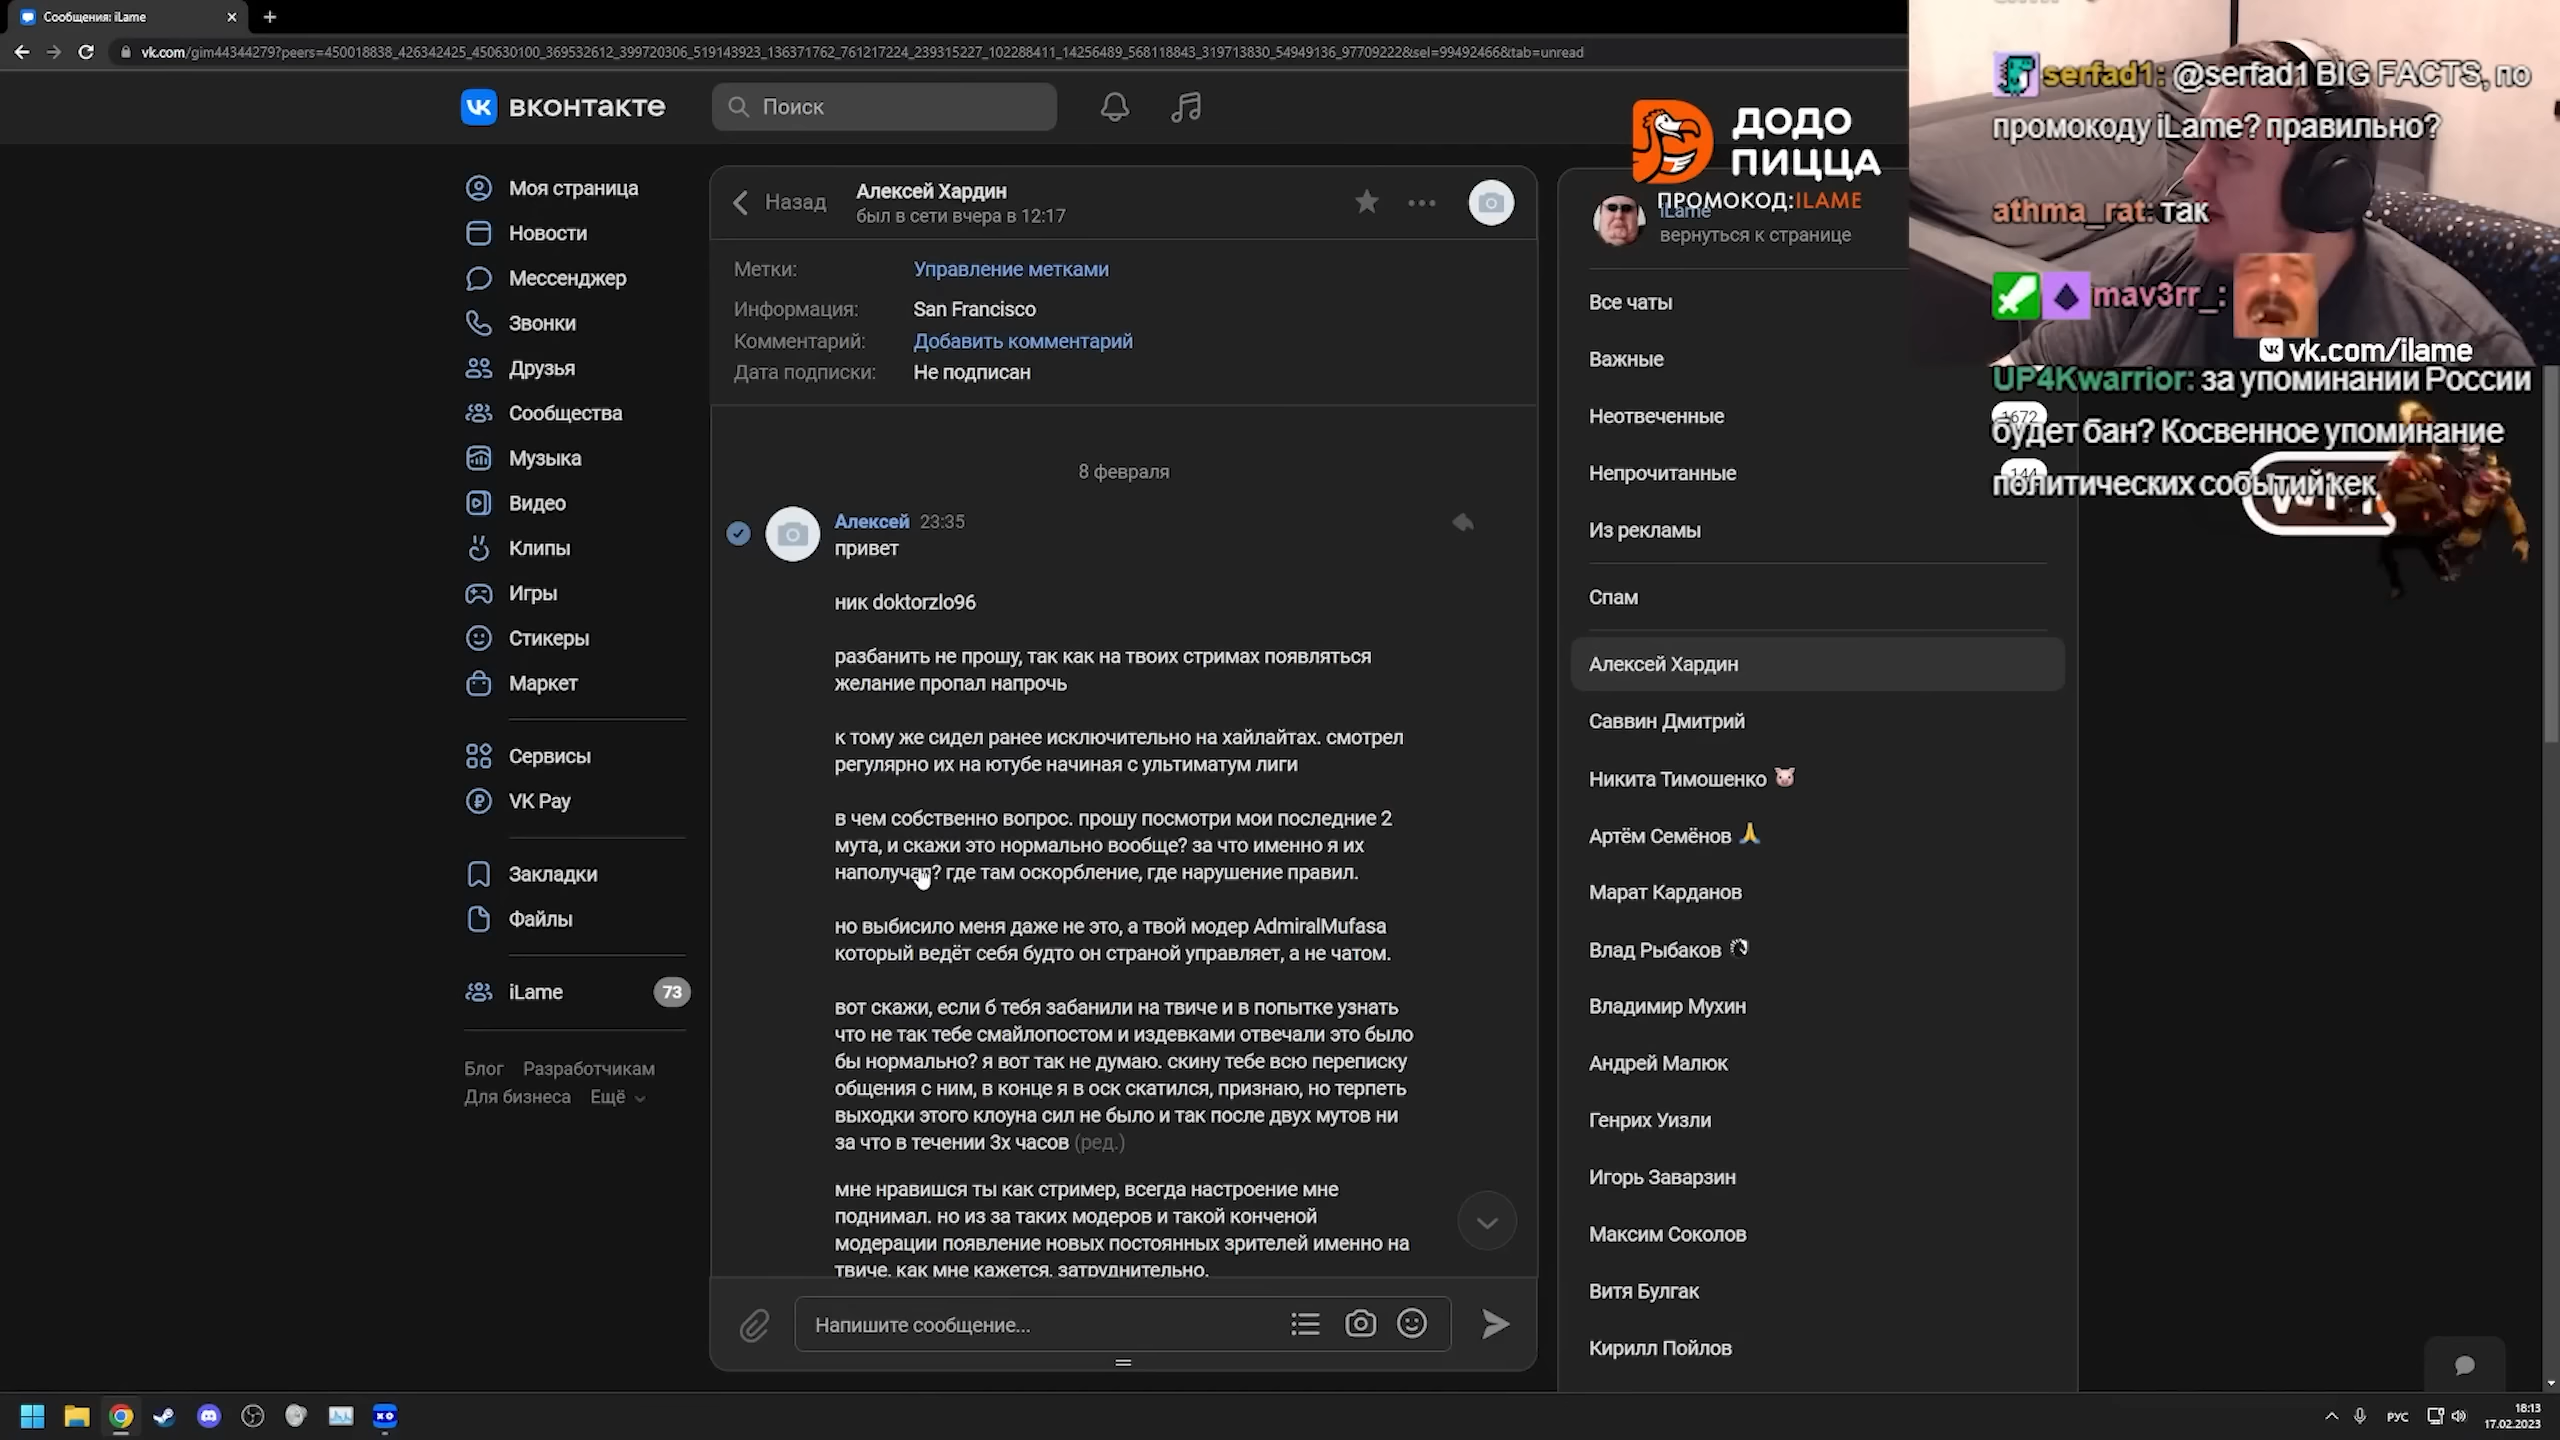 Сообщения: iLame
vk.com/gim44344279?peers=450018838_426342425_450630100_369532612_399720306_519143923_136371762_761217224_239315227_102288411_14256489_568118843_319713830_54949136_97709222&sel=99492466&tab=unread
вконтакте
Поиск
Моя страница
Новости
Мессенджер
Звонки
Друзья
Сообщества
Музыка
Видео
Клипы
Игры
Стикеры
Маркет
Сервисы
VK Pay
Закладки
Файлы
iLame 73
Блог Разработчикам
Для бизнеса Ещё
Назад
Алексей Хардин
был в сети вчера в 12:17
Метки: Управление метками
Информация: San Francisco
Комментарий: Добавить комментарий
Дата подписки: Не подписан
8 февраля
Алексей 23:35
привет
ник doktorzlo96
разбанить не прошу, так как на твоих стримах появляться
желание пропал напрочь
к тому же сидел ранее исключительно на хайлайтах. смотрел
регулярно их на ютубе начиная с ультиматум лиги
в чем собственно вопрос. прошу посмотри мои последние 2
мута, и скажи это нормально вообще? за что именно я их
наполучал? где там оскорбление, где нарушение правил.
но выбисило меня даже не это, а твой модер AdmiralMufasa
который ведёт себя будто он страной управляет, а не чатом.
вот скажи, если б тебя забанили на твиче и в попытке узнать
что не так тебе смайлопостом и издевками отвечали это было
бы нормально? я вот так не думаю. скину тебе всю переписку
общения с ним, в конце я в оск скатился, признаю, но терпеть
выходки этого клоуна сил не было и так после двух мутов ни
за что в течении 3х часов (ред.)
мне нравишся ты как стример, всегда настроение мне
поднимал. но из за таких модеров и такой конченой
модерации появление новых постоянных зрителей именно на
твиче, как мне кажется, затруднительно.
Напишите сообщение...
ДОДО
ПИЦЦА
ПРОМОКОД:ILAME
iLame
вернуться к странице
Все чаты
Важные
Неотвеченные 1672
Непрочитанные 144
Из рекламы
Спам
Алексей Хардин
Саввин Дмитрий
Никита Тимошенко
Артём Семёнов
Марат Карданов
Влад Рыбаков
Владимир Мухин
Андрей Малюк
Генрих Уизли
Игорь Заварзин
Максим Соколов
Витя Булгак
Кирилл Пойлов
serfad1: @serfad1 BIG FACTS, по
промокоду iLame? правильно?
athma_rat: так
mav3rr_:
vk.com/ilame
UP4Kwarrior: за упоминании России
будет бан? Косвенное упоминание
политических событий кек
РУС
18:13
17.02.2023